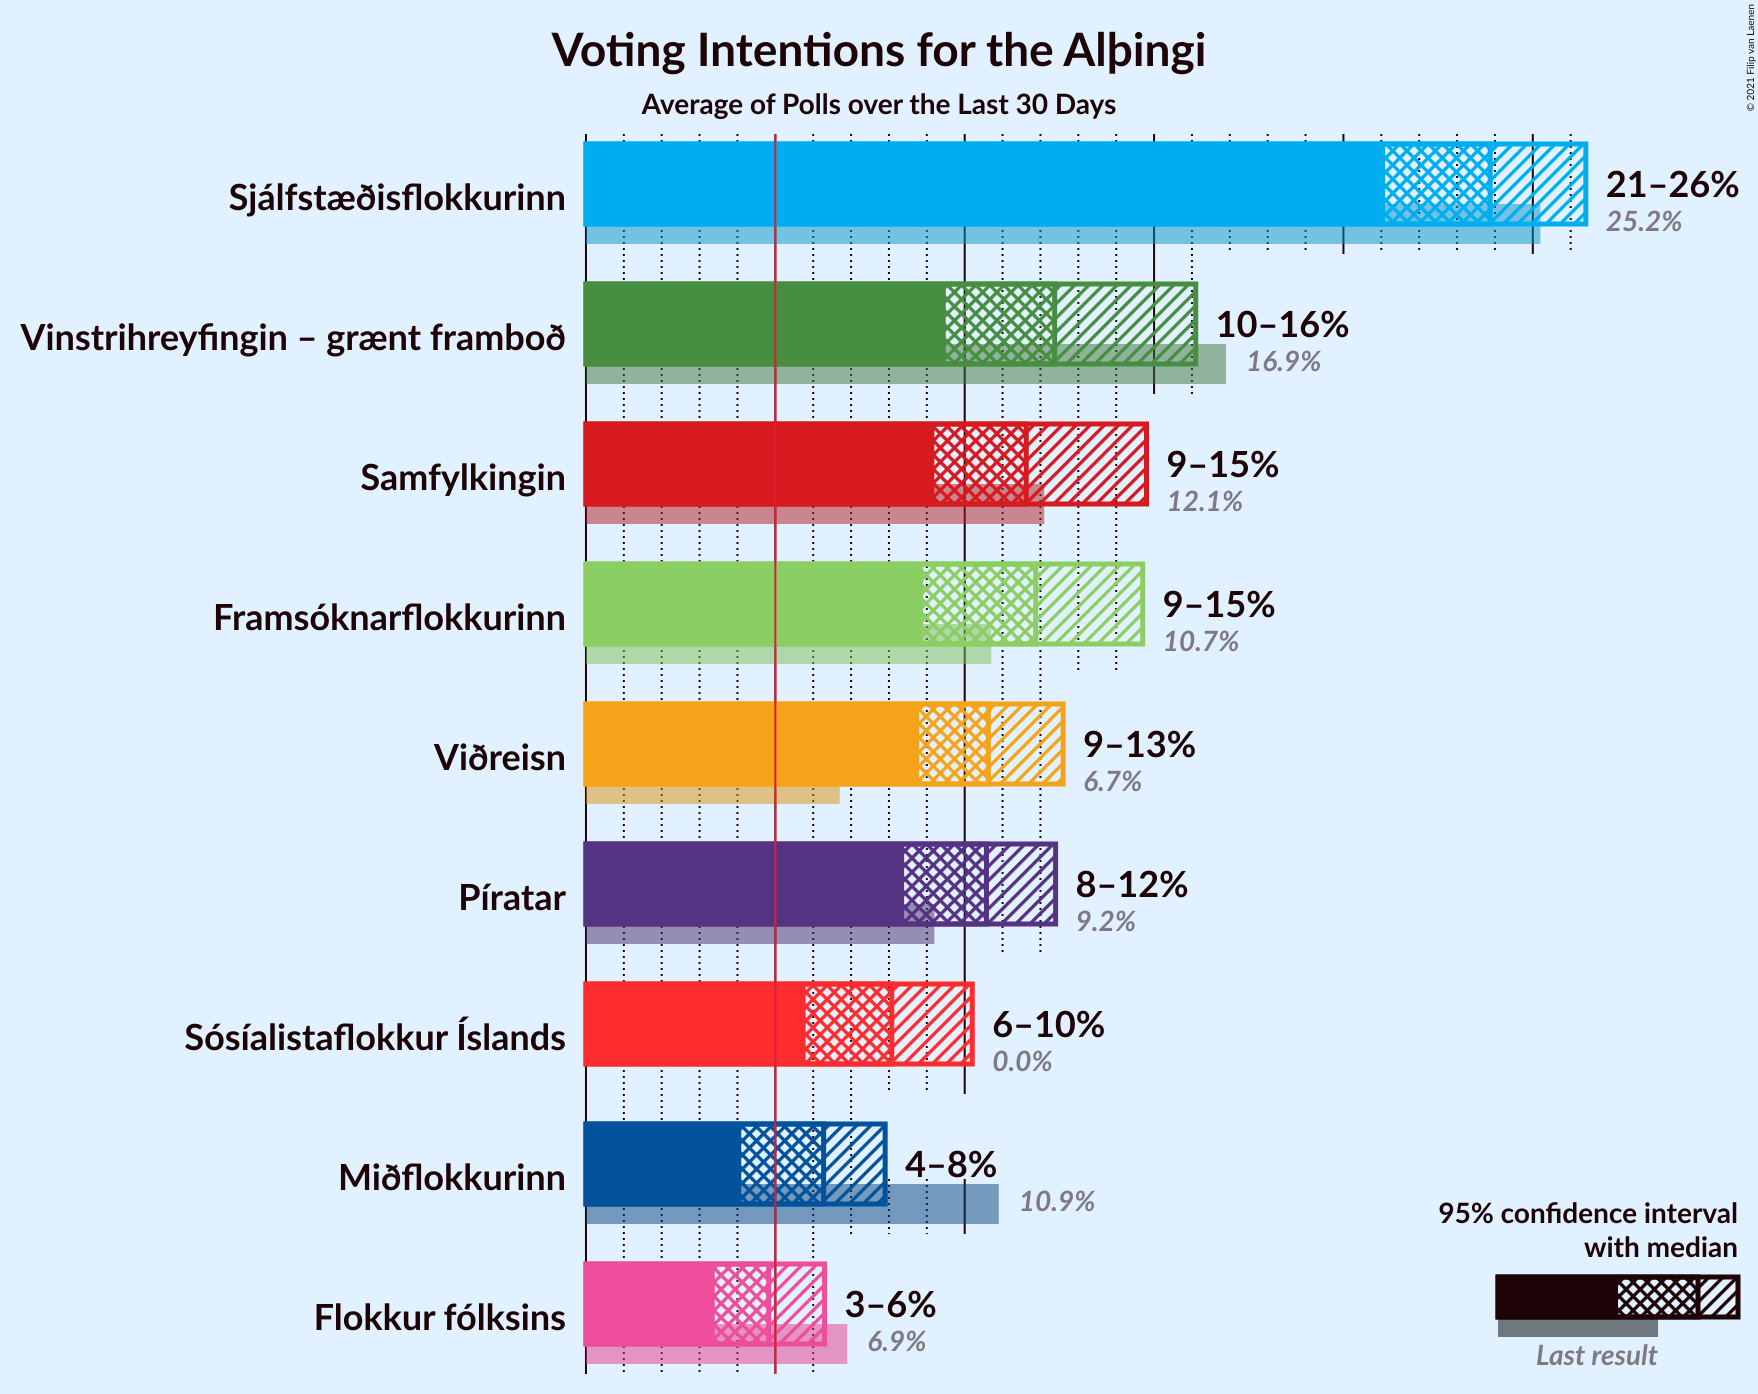 Voting Intentions for the Alþingi
Average of Polls over the Last 30 Days
© 2021 Filip van Laenen
Sjálfstæðisflokkurinn
21–26%
25.2%
Vinstrihreyfingin – grænt framboð
10–16%
16.9%
Samfylkingin
9–15%
12.1%
Framsóknarflokkurinn
9–15%
10.7%
Viðreisn
9–13%
6.7%
Píratar
8–12%
9.2%
Sósíalistaflokkur Íslands
6–10%
0.0%
Miðflokkurinn
4–8%
10.9%
Flokkur fólksins
3–6%
6.9%
95% confidence interval
with median
Last result